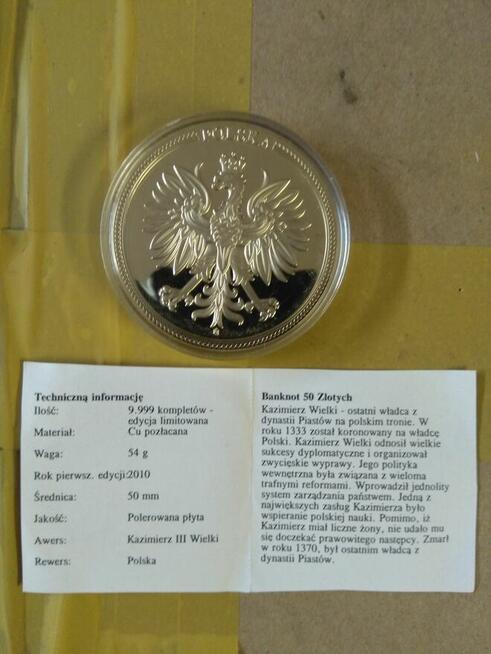 POLSKA
Techniczną informację
Ilość: 9.999 kompletów -
edycja limitowana
Materiał: Cu pozłacana
Waga: 54 g
Rok pierwsz. edycji:2010
Średnica: 50 mm
Jakość: Polerowana płyta
Awers: Kazimierz III Wielki
Rewers: Polska
Banknot 50 Zlotych
Kazimierz Wielki - ostatni władca z
dynastii Piastów na polskim tronie. W
roku 1333 został koronowany na władcę
Polski. Kazimierz Wielki odnosił wielkie
sukcesy dyplomatyczne i organizował
zwycięskie wyprawy. Jego polityka
wewnętrzna była związana z wieloma
trafnymi reformami. Wprowadził jednolity
system zarządzania państwem. Jedną z
największych zasług Kazimierza było
wspieranie polskiej nauki. Pomimo, iż
Kazimierz miał liczne żony, nie udało mu
się doczekać prawowitego następcy. Zmarł
w roku 1370, był ostatnim władcą z
dynastii Piastów.